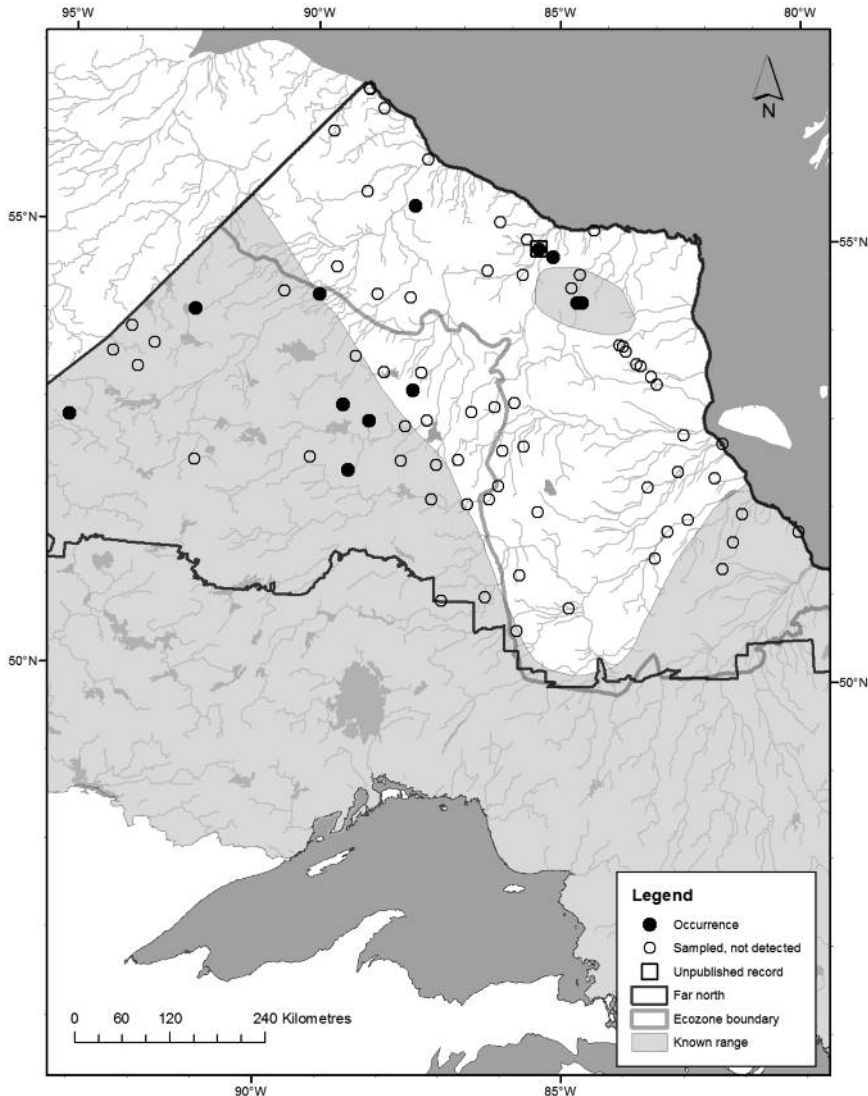 95°W 90°W 85°W 80°W
N
55°N 55°N
50°N 50°N
Legend
Occurrence
Sampled, not detected
Unpublished record
Far north
Ecozone boundary
Known range
0 60 120 240 Kilometres
90°W 85°W